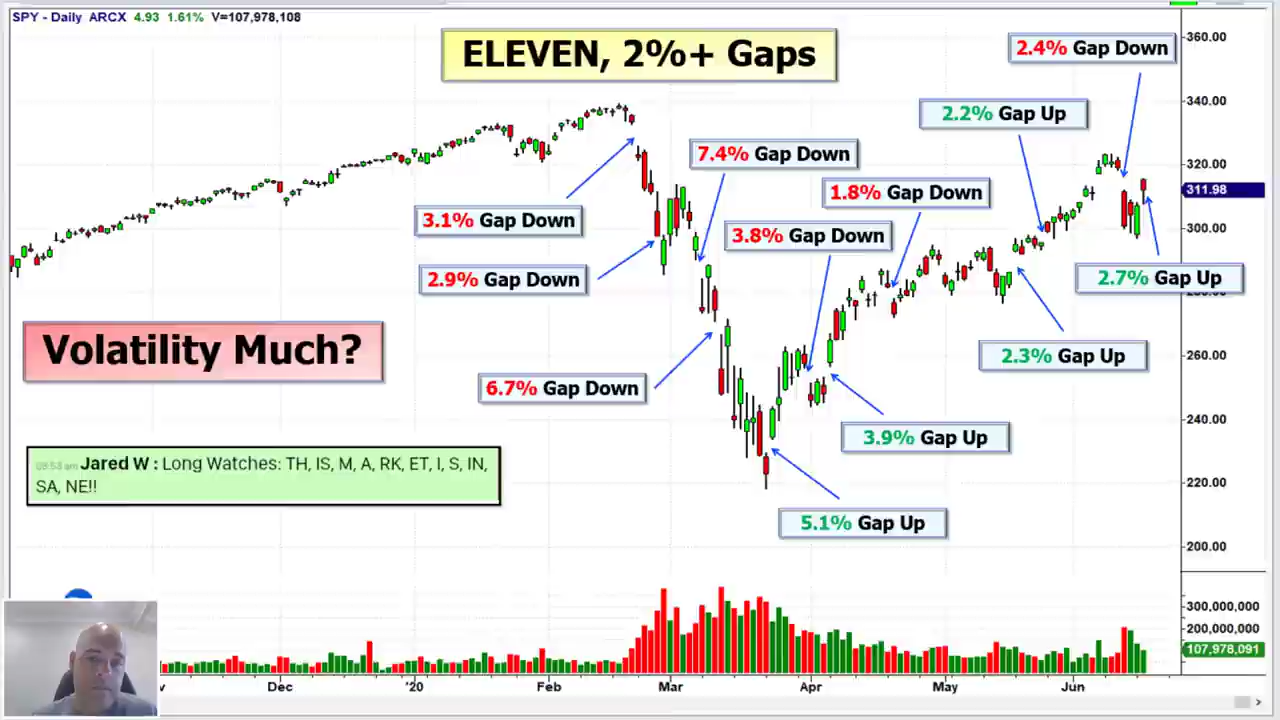 SPY - Daily ARCX 4.93 1.61% V=107,978,108
ELEVEN, 2%+ Gaps
2.4% Gap Down
360.00
2.2% Gap Up
340.00
7.4% Gap Down
320.00
1.8% Gap Down
311.98
3.1% Gap Down
3.8% Gap Down
300.00
2.9% Gap Down
2.7% Gap Up
Volatility Much?
2.3% Gap Up
260.00
6.7% Gap Down
240.00
3.9% Gap Up
08:53 am Jared W : Long Watches: TH, IS, M, A, RK, ET, I, S, IN,
SA, NE!!
220.00
5.1% Gap Up
200.00
300,000,000
200,000,000
107,978,091
Dec '20 Feb Mar Apr May Jun